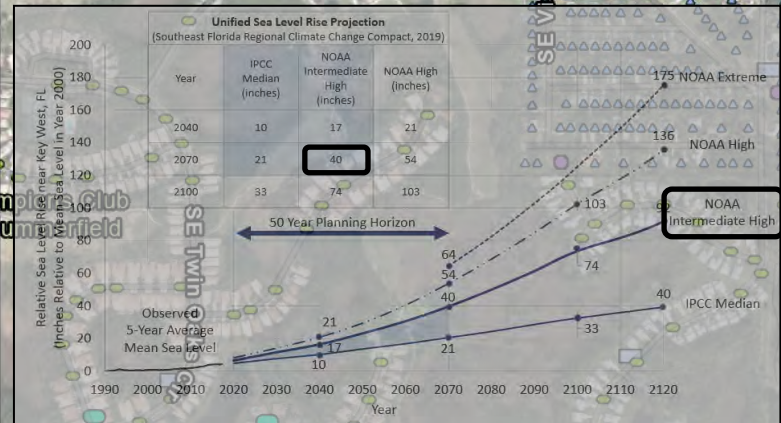 Unified Sea Level Rise Projection
(Southeast Florida Regional Climate Change Compact, 2019)
Year
IPCC
Median
(inches)
NOAA
Intermediate
High
(inches)
NOAA High
(Inches)
2040 10 17 21
2070 21 40 54
2100 33 74 103
Relative Sea Level Rise near Key West, FL
(Inches Relative to Mean Sea Level in Year 2000)
200
180
160
140
120
100
80
60
40
20
0
50 Year Planning Horizon
Observed
5-Year Average
Mean Sea Level
175 NOAA Extreme
136
NOAA High
103
NOAA
Intermediate High
74
64
54
40
40
IPCC Median
33
21
17
10
21
1990 2000 2010 2020 2030 2040 2050 2060 2070 2080 2090 2100 2110 2120
Year
SE Twin Oaks
SE
Club